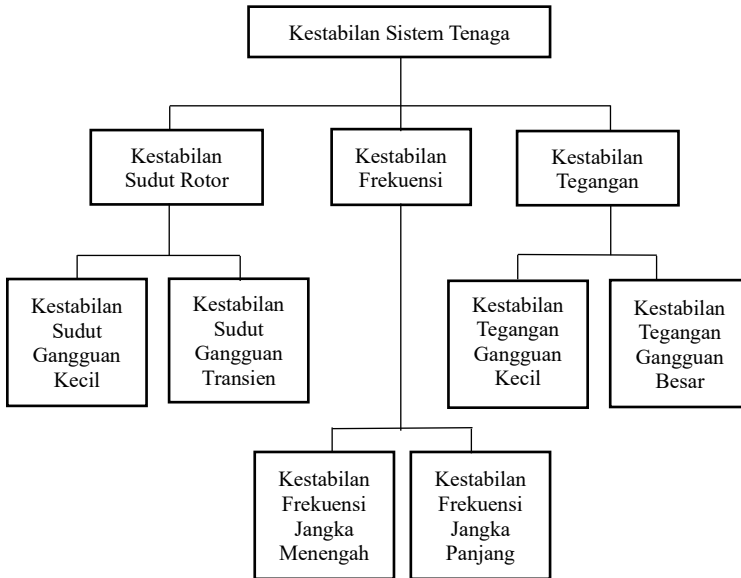 Kestabilan Sistem Tenaga
Kestabilan
Sudut Rotor
Kestabilan
Frekuensi
Kestabilan
Tegangan
Kestabilan
Sudut
Gangguan
Kecil
Kestabilan
Sudut
Gangguan
Transien
Kestabilan
Tegangan
Gangguan
Kecil
Kestabilan
Tegangan
Gangguan
Besar
Kestabilan
Frekuensi
Jangka
Menengah
Kestabilan
Frekuensi
Jangka
Panjang